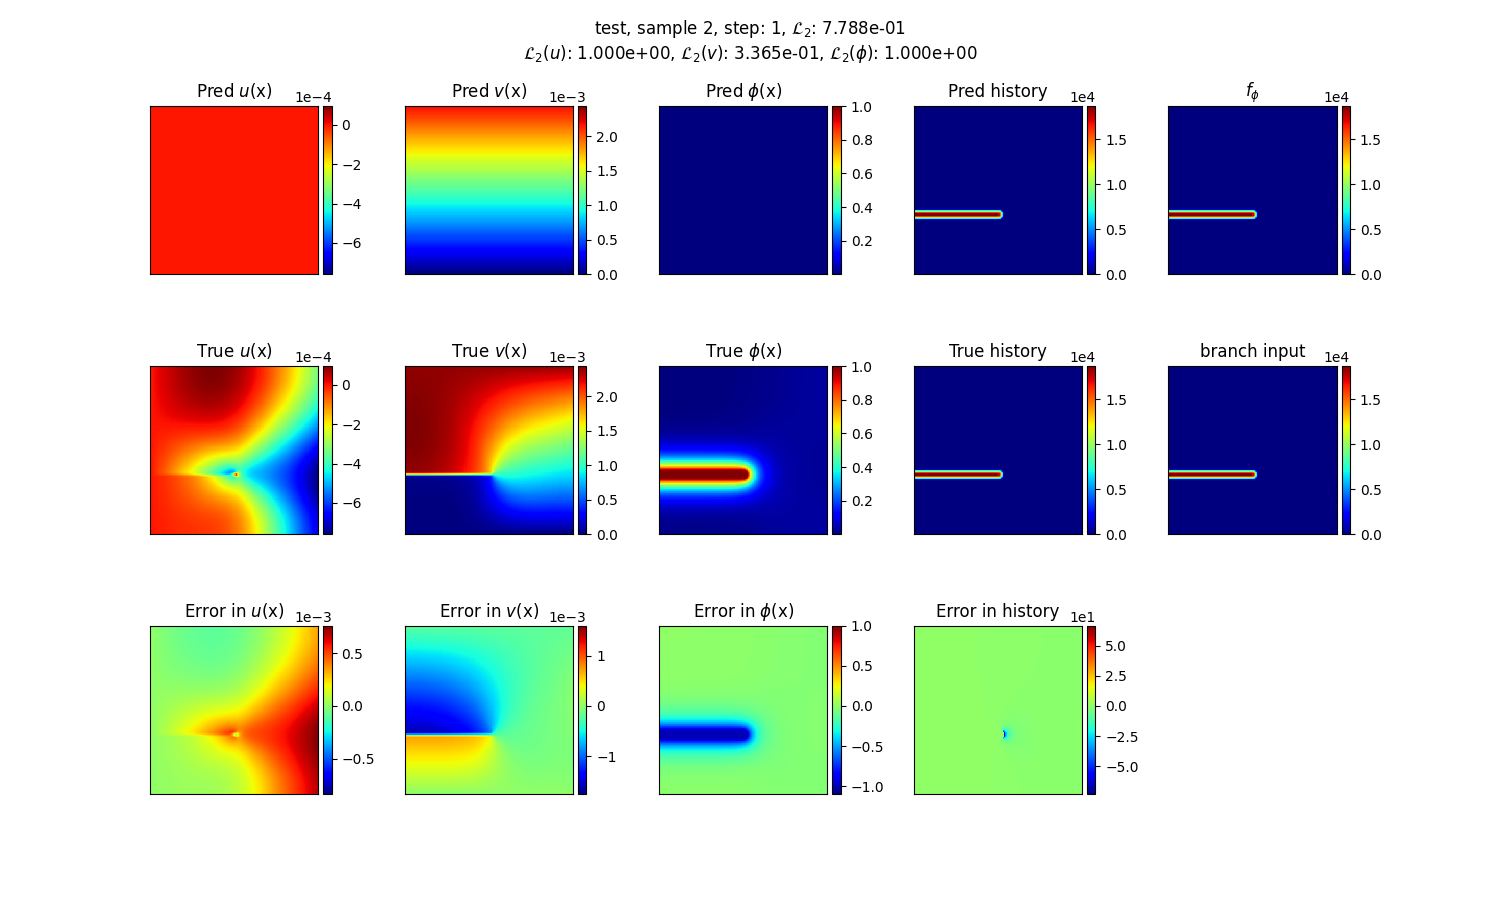 test, sample 2, step: 1, ℒ₂: 7.788e-01
ℒ₂(u): 1.000e+00, ℒ₂(v): 3.365e-01, ℒ₂(ϕ): 1.000e+00
Pred u(x) 1e−4 Pred v(x) 1e−3 Pred ϕ(x) Pred history 1e4 f_ϕ 1e4
0 −2 −4 −6
2.0 1.5 1.0 0.5 0.0
1.0 0.8 0.6 0.4 0.2
1.5 1.0 0.5 0.0
1.5 1.0 0.5 0.0
True u(x) 1e−4 True v(x) 1e−3 True ϕ(x) True history 1e4 branch input 1e4
0 −2 −4 −6
2.0 1.5 1.0 0.5 0.0
1.0 0.8 0.6 0.4 0.2
1.5 1.0 0.5 0.0
1.5 1.0 0.5 0.0
Error in u(x) 1e−3 Error in v(x) 1e−3 Error in ϕ(x) Error in history 1e1
0.5 0.0 −0.5
1 0 −1
1.0 0.5 0.0 −0.5 −1.0
5.0 2.5 0.0 −2.5 −5.0